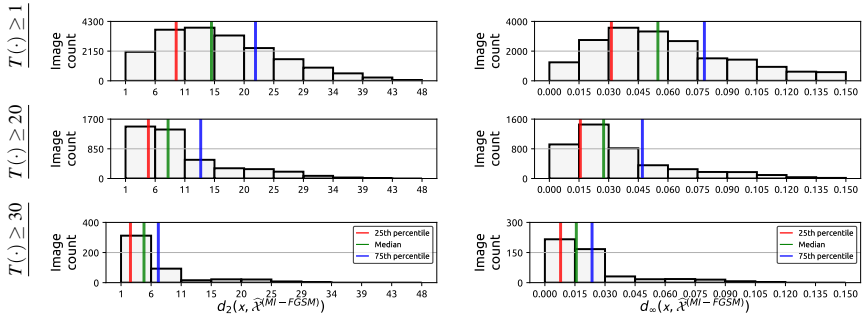 T(·) ≥ 1
Image count
4300
2150
0
1 6 11 15 20 25 29 34 39 43 48
Image count
4000
2000
0
0.000 0.015 0.030 0.045 0.060 0.075 0.090 0.105 0.120 0.135 0.150
T(·) ≥ 20
Image count
1700
850
0
1 6 11 15 20 25 29 34 39 43 48
Image count
1600
800
0
0.000 0.015 0.030 0.045 0.060 0.075 0.090 0.105 0.120 0.135 0.150
T(·) ≥ 30
Image count
400
200
0
25th percentile
Median
75th percentile
1 6 11 15 20 25 29 34 39 43 48
d₂(x, X̂^(MI−FGSM))
Image count
300
150
0
25th percentile
Median
75th percentile
0.000 0.015 0.030 0.045 0.060 0.075 0.090 0.105 0.120 0.135 0.150
d∞(x, X̂^(MI−FGSM))